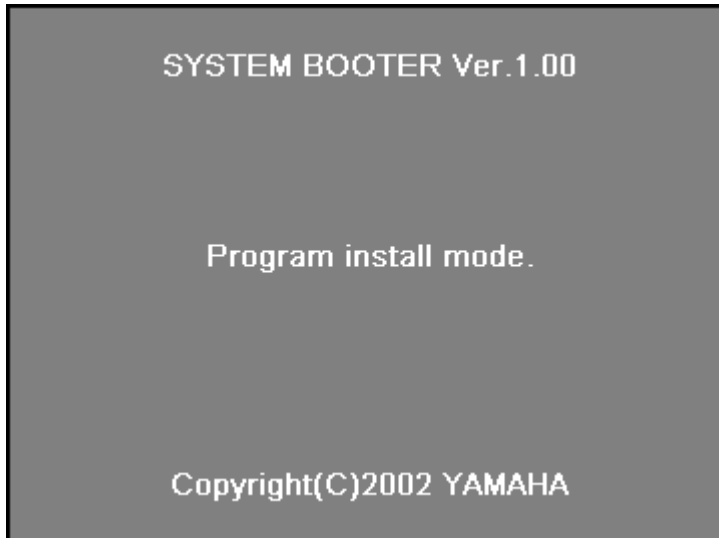 SYSTEM BOOTER Ver.1.00
Program install mode.
Copyright(C)2002 YAMAHA